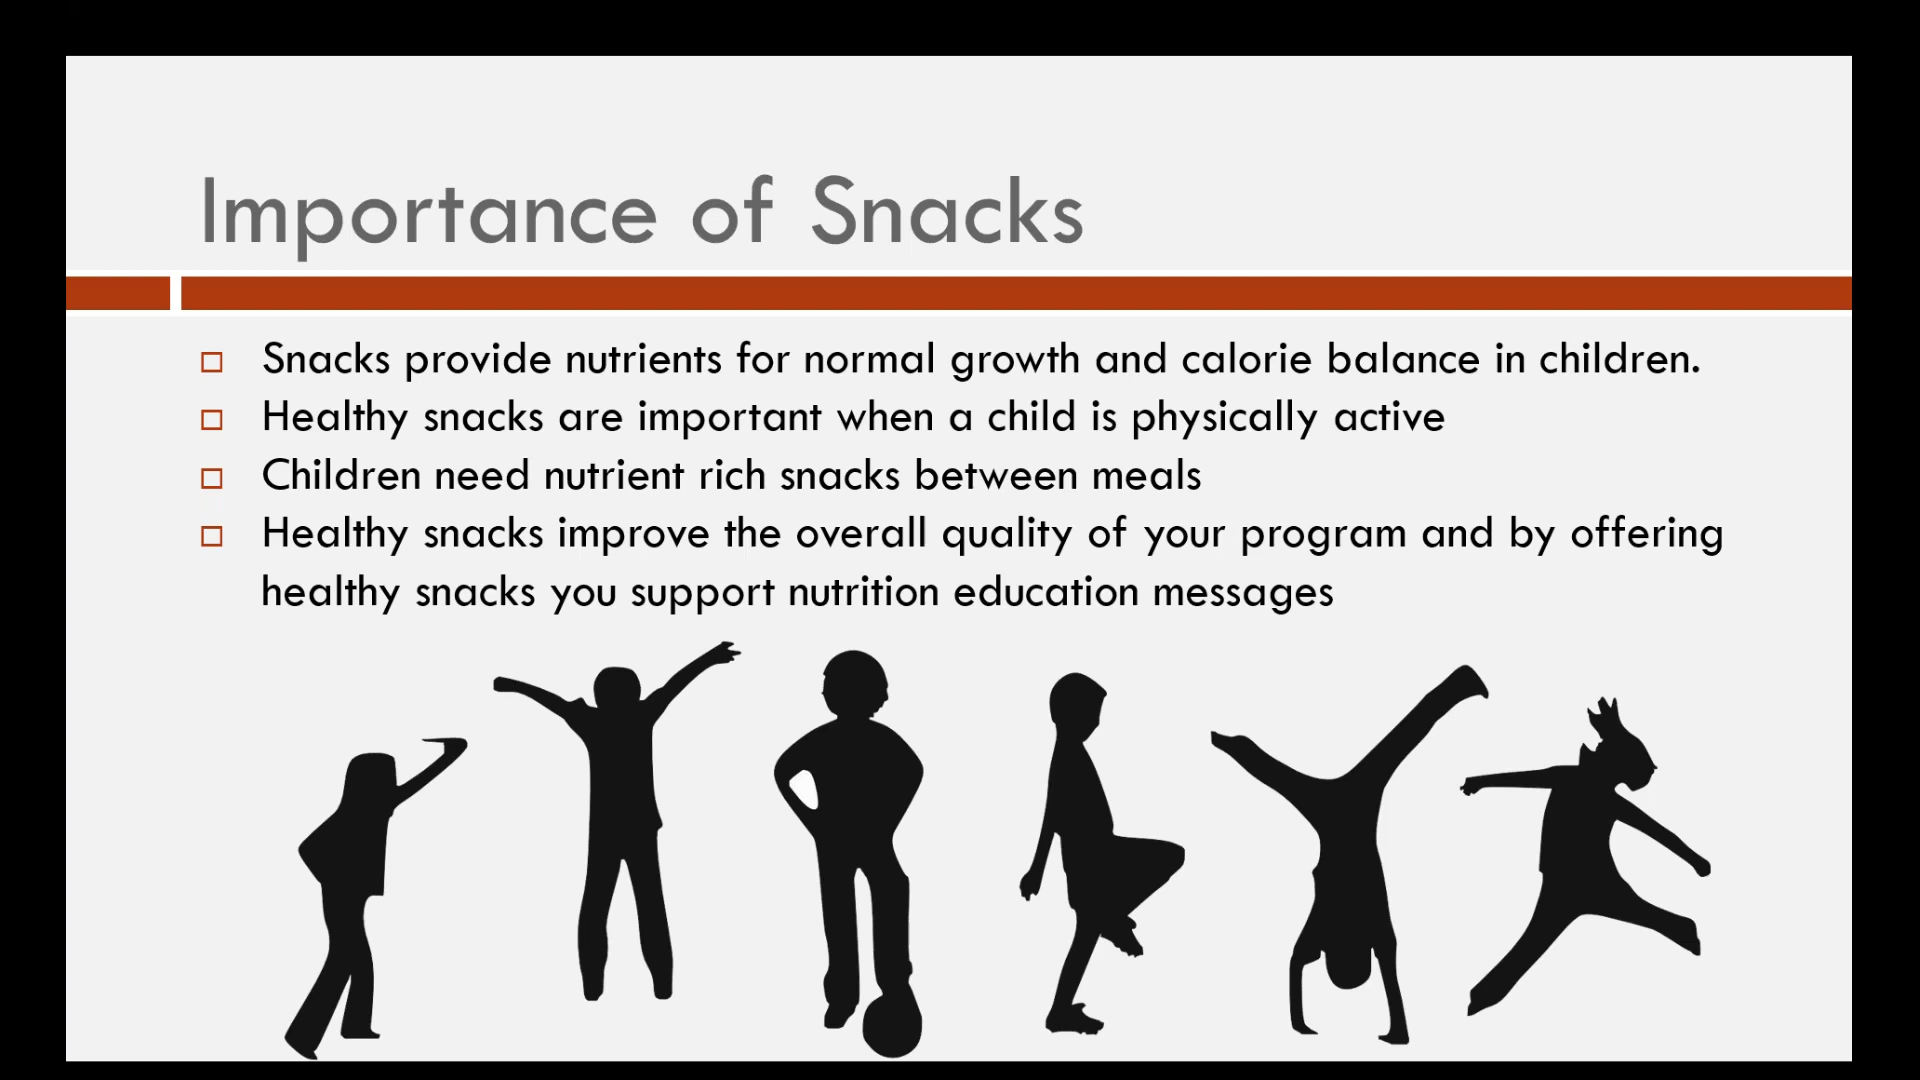 Importance of Snacks
Snacks provide nutrients for normal growth and calorie balance in children.
Healthy snacks are important when a child is physically active
Children need nutrient rich snacks between meals
Healthy snacks improve the overall quality of your program and by offering
healthy snacks you support nutrition education messages